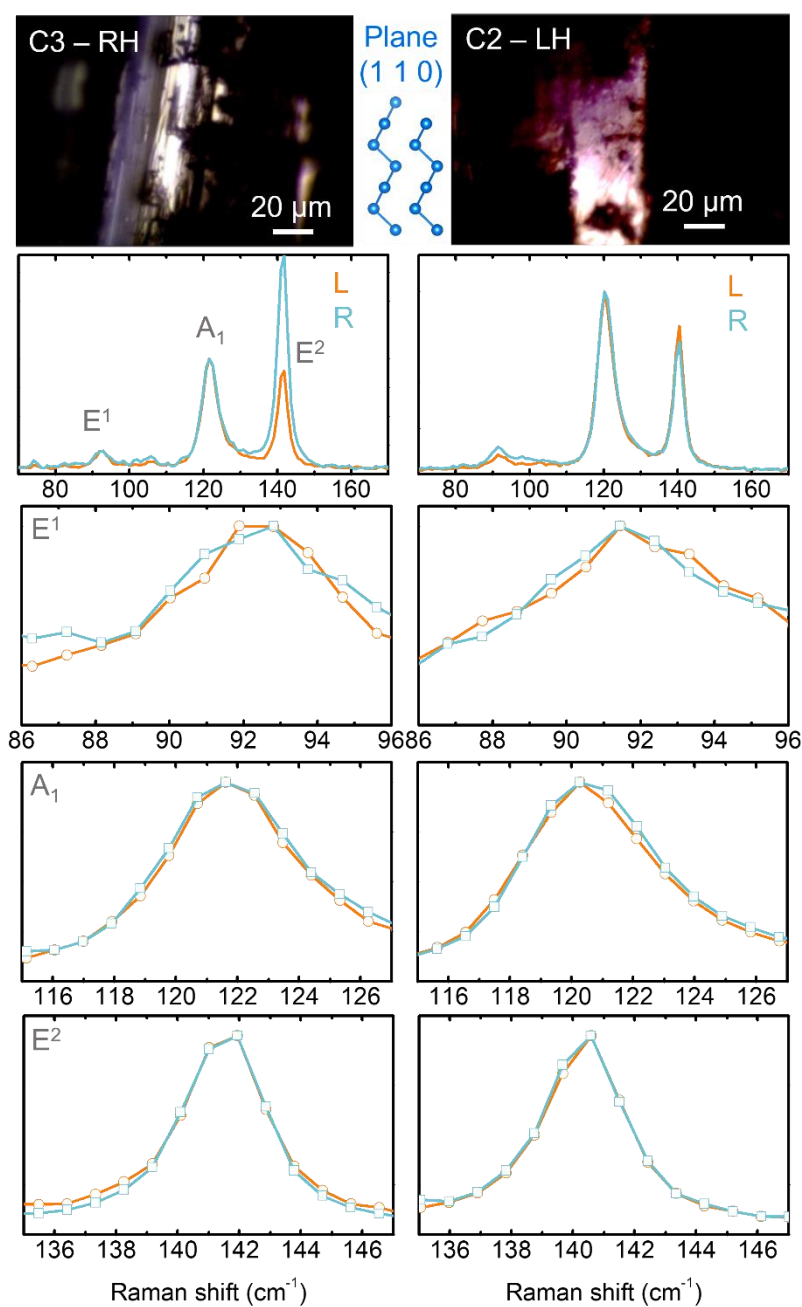 C3 – RH
Plane
(1 1 0)
C2 – LH
20 µm
20 µm
L
R
A1
E2
E1
L
R
80 100 120 140 160
80 100 120 140 160
E1
86 88 90 92 94 96
86 88 90 92 94 96
A1
116 118 120 122 124 126
116 118 120 122 124 126
E2
136 138 140 142 144 146
136 138 140 142 144 146
Raman shift (cm-1)
Raman shift (cm-1)